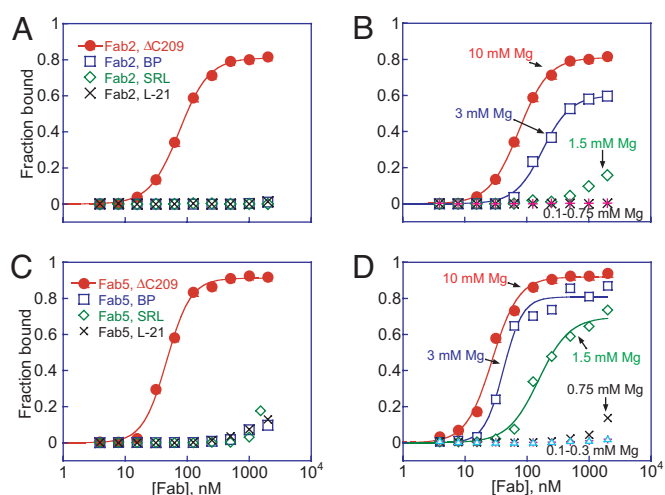 A
1
0.8
0.6
0.4
0.2
0
Fraction bound
Fab2, ΔC209
Fab2, BP
Fab2, SRL
Fab2, L-21
B
10 mM Mg
3 mM Mg
1.5 mM Mg
0.1-0.75 mM Mg
C
1
0.8
0.6
0.4
0.2
0
Fraction bound
Fab5, ΔC209
Fab5, BP
Fab5, SRL
Fab5, L-21
1 10 100 1000 10⁴
[Fab], nM
D
10 mM Mg
3 mM Mg
1.5 mM Mg
0.75 mM Mg
0.1-0.3 mM Mg
1 10 100 1000 10⁴
[Fab], nM